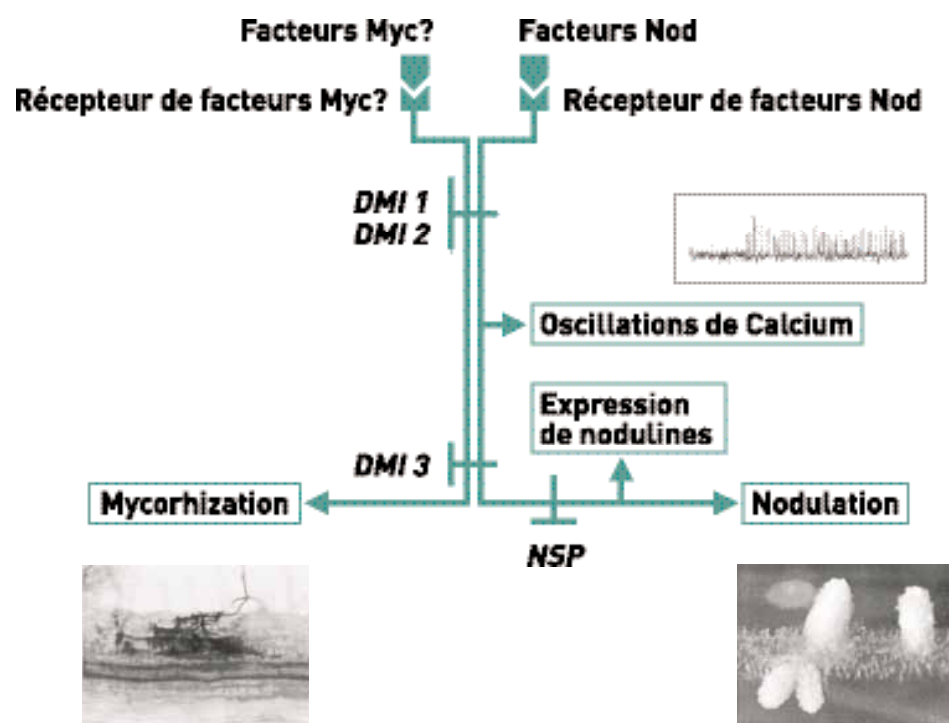 Facteurs Myc?
Facteurs Nod
Récepteur de facteurs Myc?
Récepteur de facteurs Nod
DMI 1
DMI 2
Oscillations de Calcium
Expression
de nodulines
DMI 3
Mycorhization
Nodulation
NSP